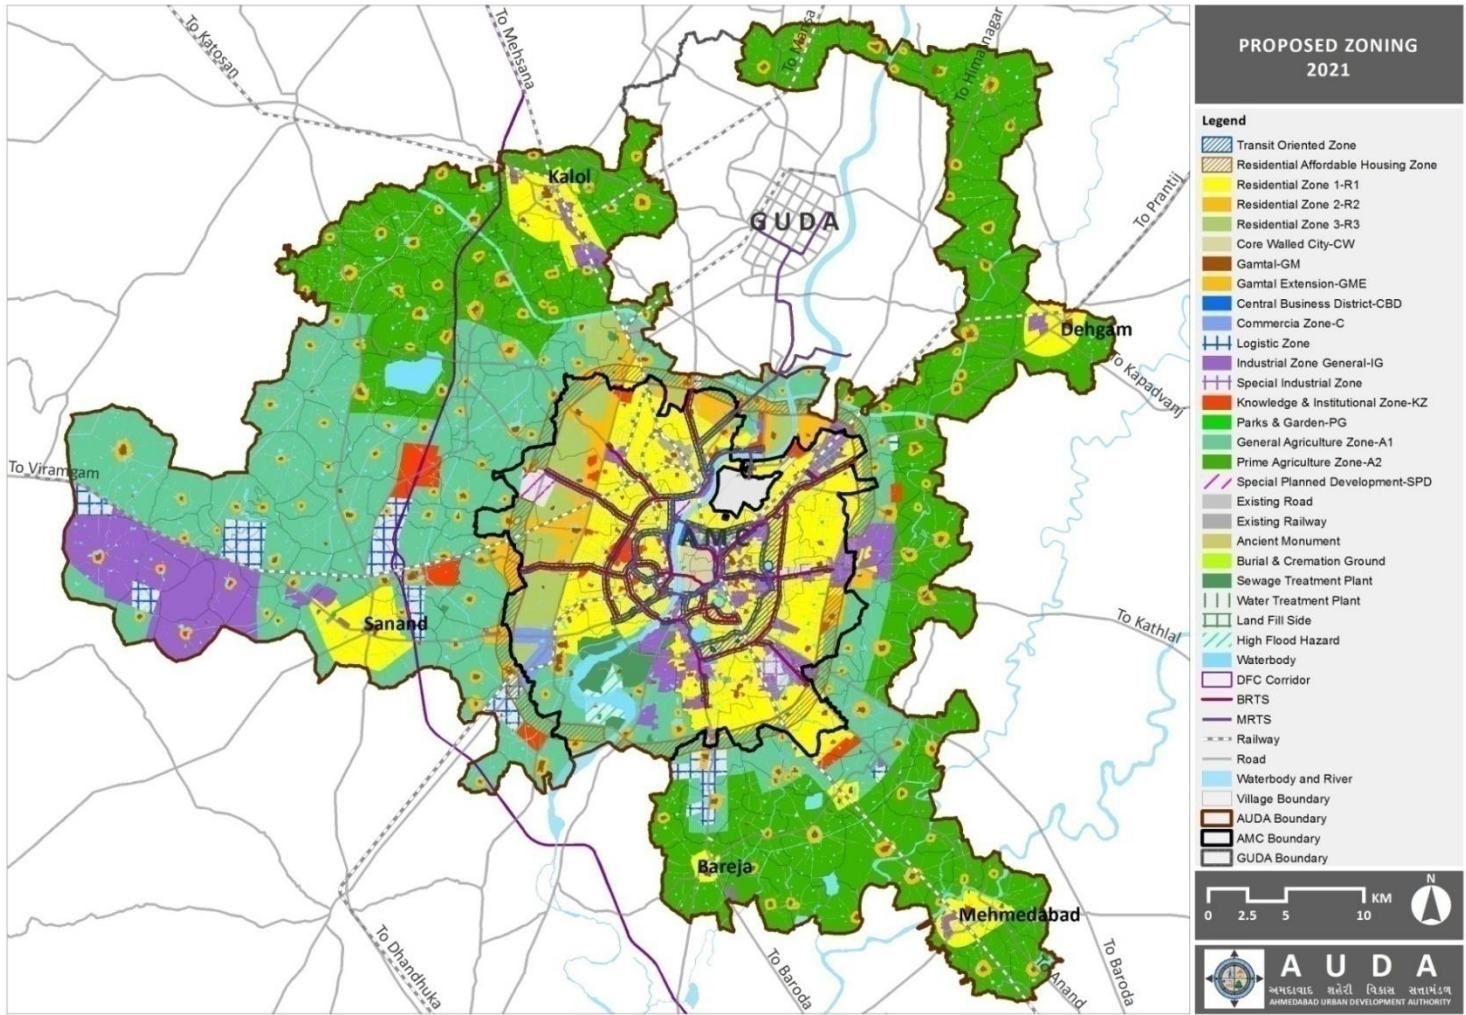 To Katosan
To Mehsana
To Mansa
To Himatnagar
Kalol
G U D A
To Prantij
Dehgam
To Kapadvanj
To Viramgam
A M C
Sanand
To Kathlal
Bareja
Mehmedabad
To Dhandhuka
To Baroda
To Anand
To Baroda
PROPOSED ZONING
2021
Legend
Transit Oriented Zone
Residential Affordable Housing Zone
Residential Zone 1-R1
Residential Zone 2-R2
Residential Zone 3-R3
Core Walled City-CW
Gamtal-GM
Gamtal Extension-GME
Central Business District-CBD
Commercia Zone-C
Logistic Zone
Industrial Zone General-IG
Special Industrial Zone
Knowledge & Institutional Zone-KZ
Parks & Garden-PG
General Agriculture Zone-A1
Prime Agriculture Zone-A2
Special Planned Development-SPD
Existing Road
Existing Railway
Ancient Monument
Burial & Cremation Ground
Sewage Treatment Plant
Water Treatment Plant
Land Fill Side
High Flood Hazard
Waterbody
DFC Corridor
BRTS
MRTS
Railway
Road
Waterbody and River
Village Boundary
AUDA Boundary
AMC Boundary
GUDA Boundary
N
KM
0 2.5 5 10
A U D A
અમદાવાદ શહેરી વિકાસ સત્તામંડળ
AHMEDABAD URBAN DEVELOPMENT AUTHORITY